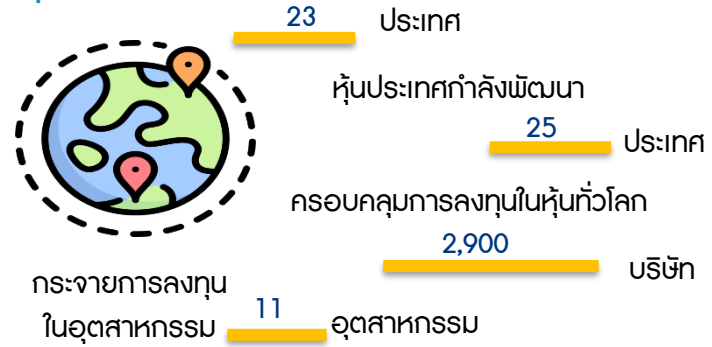 23 ประเทศ
หุ้นประเทศกำลังพัฒนา
25 ประเทศ
ครอบคลุมการลงทุนในหุ้นทั่วโลก
2,900 บริษัท
กระจายการลงทุน
ในอุตสาหกรรม 11 อุตสาหกรรม